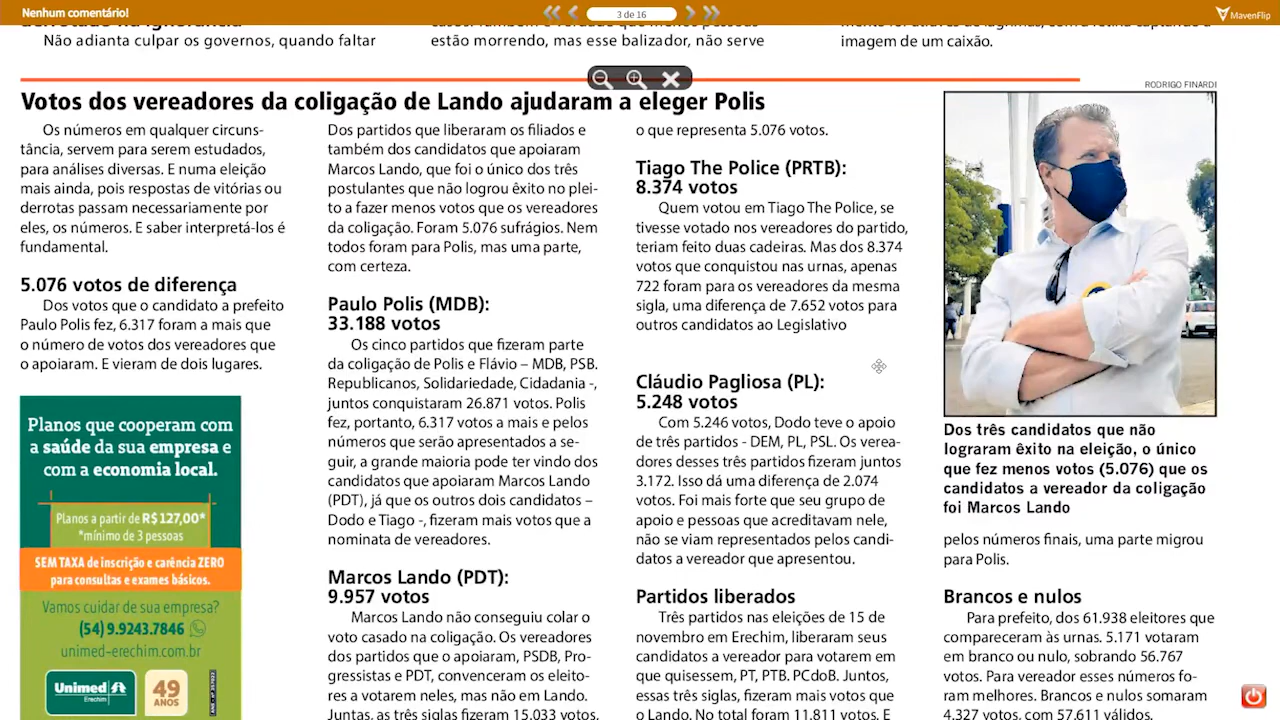 Nenhum comentário!
3 de 16
MavenFlip
Não adianta culpar os governos, quando faltar
estão morrendo, mas esse balizador, não serve
imagem de um caixão.
RODRIGO FINARDI
Votos dos vereadores da coligação de Lando ajudaram a eleger Polis
Os números em qualquer circuns-
tância, servem para serem estudados,
para análises diversas. E numa eleição
mais ainda, pois respostas de vitórias ou
derrotas passam necessariamente por
eles, os números. E saber interpretá-los é
fundamental.
5.076 votos de diferença
Dos votos que o candidato a prefeito
Paulo Polis fez, 6.317 foram a mais que
o número de votos dos vereadores que
o apoiaram. E vieram de dois lugares.
Planos que cooperam com
a saúde da sua empresa e
com a economia local.
Planos a partir de R$ 127,00*
*mínimo de 3 pessoas
SEM TAXA de inscrição e carência ZERO
para consultas e exames básicos.
Vamos cuidar de sua empresa?
(54) 9.9243.7846
unimed-erechim.com.br
Unimed
Erechim
49
ANOS
Dos partidos que liberaram os filiados e
também dos candidatos que apoiaram
Marcos Lando, que foi o único dos três
postulantes que não logrou êxito no plei-
to a fazer menos votos que os vereadores
da coligação. Foram 5.076 sufrágios. Nem
todos foram para Polis, mas uma parte,
com certeza.
Paulo Polis (MDB):
33.188 votos
Os cinco partidos que fizeram parte
da coligação de Polis e Flávio – MDB, PSB.
Republicanos, Solidariedade, Cidadania -,
juntos conquistaram 26.871 votos. Polis
fez, portanto, 6.317 votos a mais e pelos
números que serão apresentados a se-
guir, a grande maioria pode ter vindo dos
candidatos que apoiaram Marcos Lando
(PDT), já que os outros dois candidatos –
Dodo e Tiago -, fizeram mais votos que a
nominata de vereadores.
Marcos Lando (PDT):
9.957 votos
Marcos Lando não conseguiu colar o
voto casado na coligação. Os vereadores
dos partidos que o apoiaram, PSDB, Pro-
gressistas e PDT, convenceram os eleito-
res a votarem neles, mas não em Lando.
Juntas, as três siglas fizeram 15.033 votos,
o que representa 5.076 votos.
Tiago The Police (PRTB):
8.374 votos
Quem votou em Tiago The Police, se
tivesse votado nos vereadores do partido,
teriam feito duas cadeiras. Mas dos 8.374
votos que conquistou nas urnas, apenas
722 foram para os vereadores da mesma
sigla, uma diferença de 7.652 votos para
outros candidatos ao Legislativo
Cláudio Pagliosa (PL):
5.248 votos
Com 5.246 votos, Dodo teve o apoio
de três partidos - DEM, PL, PSL. Os verea-
dores desses três partidos fizeram juntos
3.172. Isso dá uma diferença de 2.074
votos. Foi mais forte que seu grupo de
apoio e pessoas que acreditavam nele,
não se viam representados pelos candi-
datos a vereador que apresentou.
Partidos liberados
Três partidos nas eleições de 15 de
novembro em Erechim, liberaram seus
candidatos a vereador para votarem em
que quisessem, PT, PTB. PCdoB. Juntos,
essas três siglas, fizeram mais votos que
o Lando. No total foram 11.811 votos. E
Dos três candidatos que não
lograram êxito na eleição, o único
que fez menos votos (5.076) que os
candidatos a vereador da coligação
foi Marcos Lando
pelos números finais, uma parte migrou
para Polis.
Brancos e nulos
Para prefeito, dos 61.938 eleitores que
compareceram às urnas. 5.171 votaram
em branco ou nulo, sobrando 56.767
votos. Para vereador esses números fo-
ram melhores. Brancos e nulos somaram
4.327 votos, com 57.611 válidos.